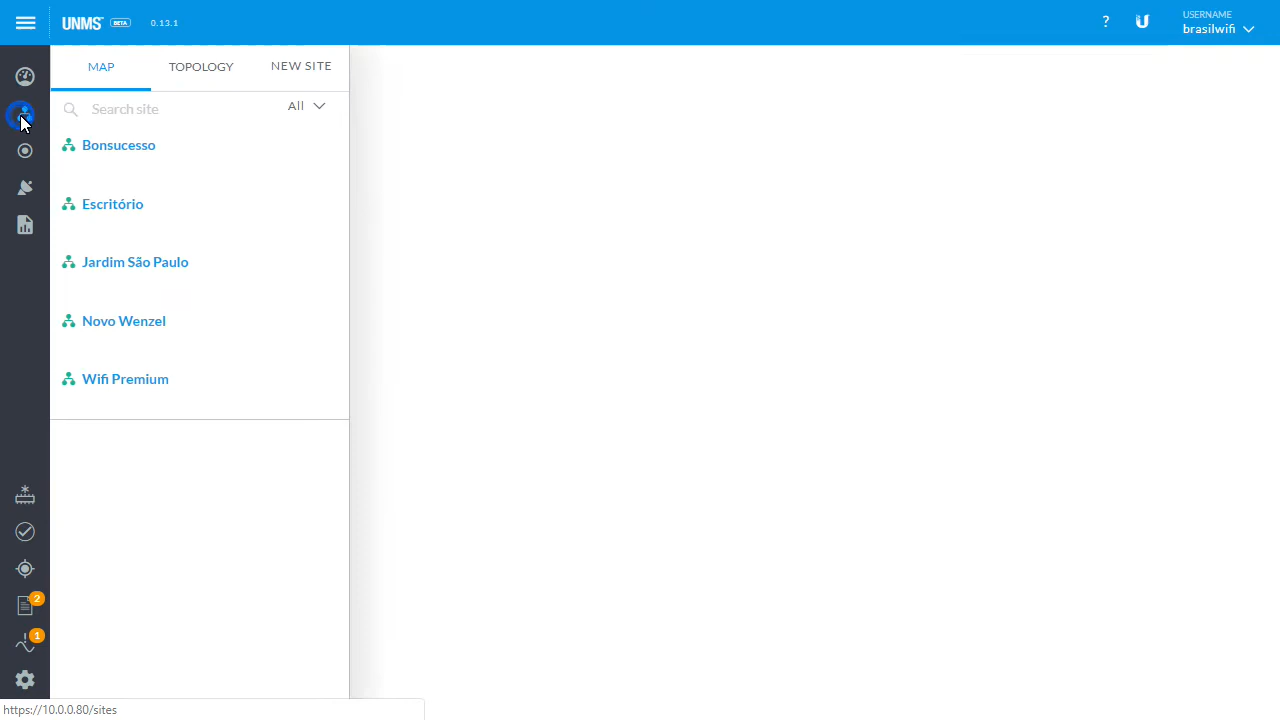 UNMS BETA 0.13.1
? U
USERNAME
brasilwifi
MAP TOPOLOGY NEW SITE
Search site All
Bonsucesso
Escritório
Jardim São Paulo
Novo Wenzel
Wifi Premium
2
1
https://10.0.0.80/sites